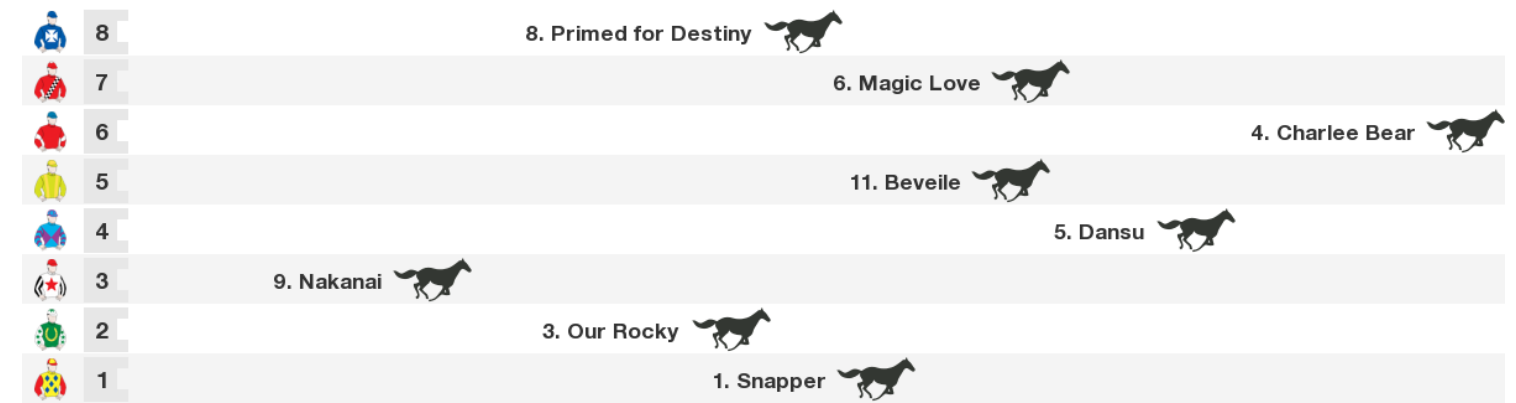 8 8. Primed for Destiny
7 6. Magic Love
6 4. Charlee Bear
5 11. Beveile
4 5. Dansu
3 9. Nakanai
2 3. Our Rocky
1 1. Snapper